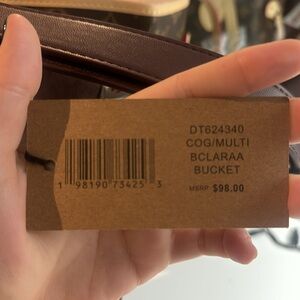 DT624340
COG/MULTI
BCLARAA
BUCKET
MSRP $98.00
1 98190 73425 3